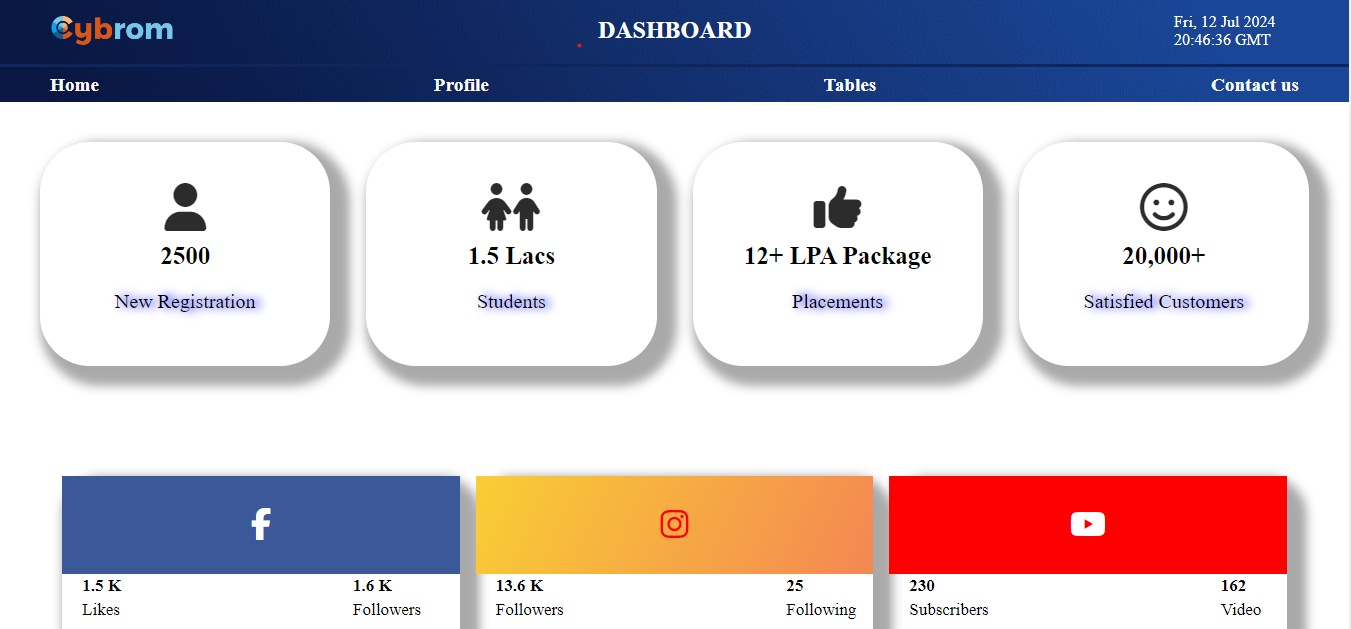 Cybrom
DASHBOARD
Fri, 12 Jul 2024
20:46:36 GMT
Home Profile Tables Contact us
2500
New Registration
1.5 Lacs
Students
12+ LPA Package
Placements
20,000+
Satisfied Customers
1.5 K 1.6 K
Likes Followers
13.6 K 25
Followers Following
230 162
Subscribers Video